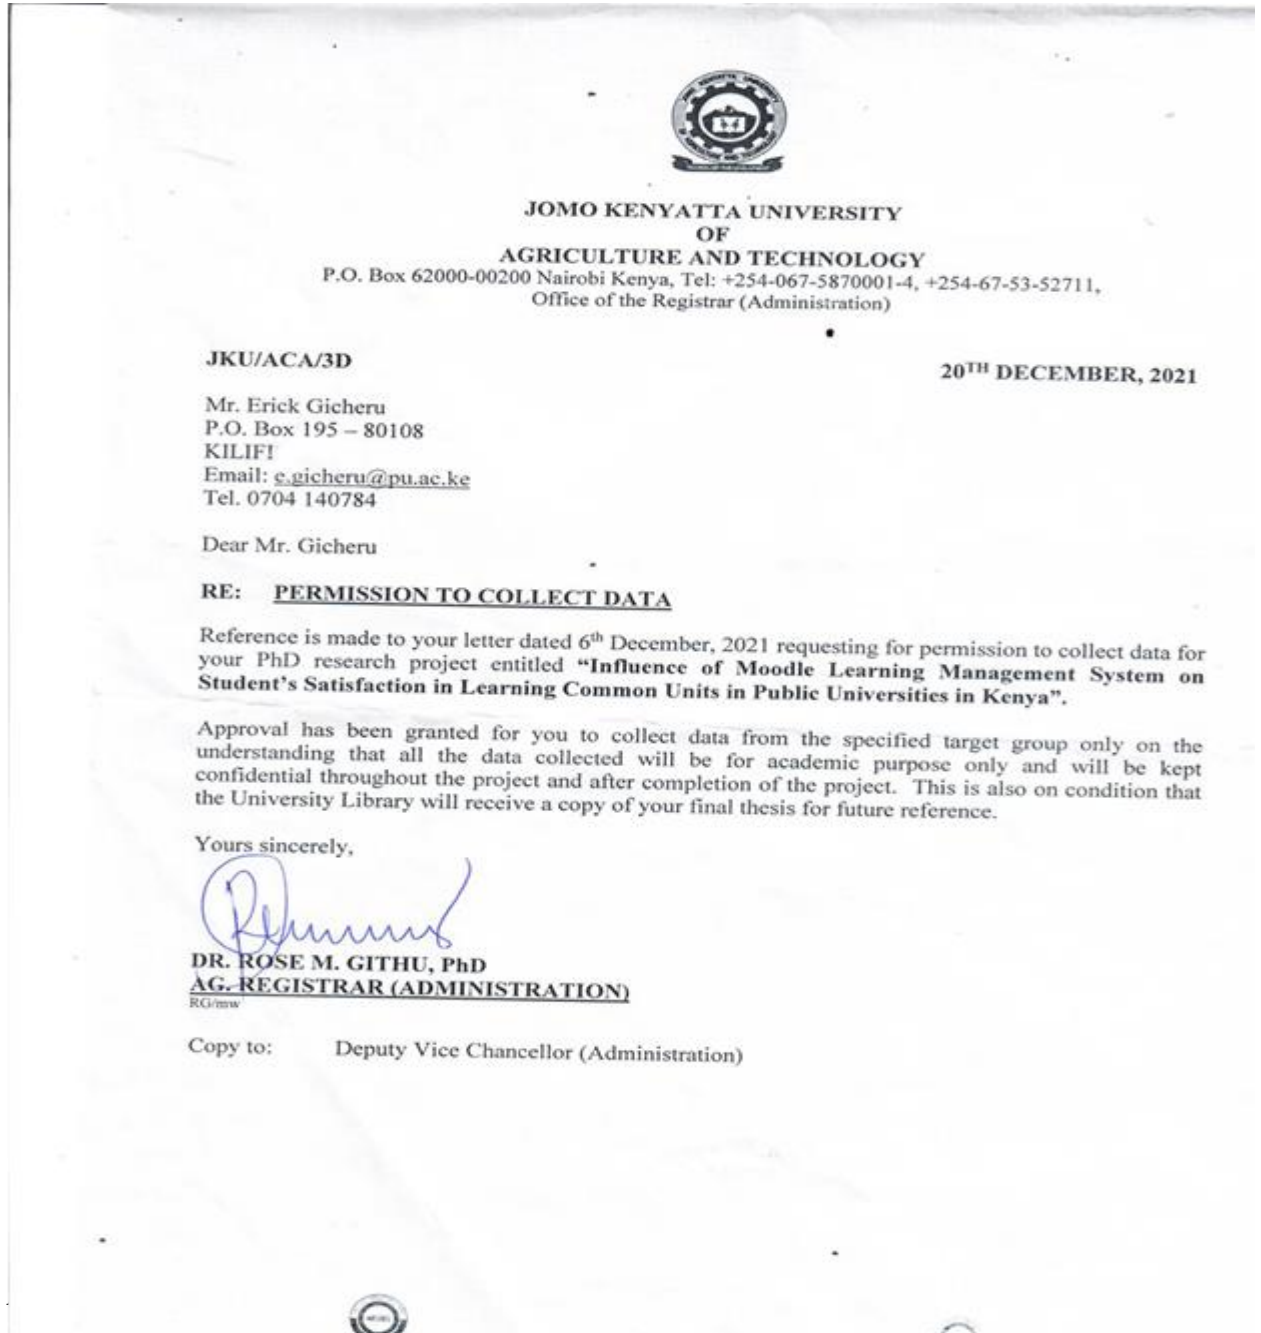 JOMO KENYATTA UNIVERSITY
OF
AGRICULTURE AND TECHNOLOGY
P.O. Box 62000-00200 Nairobi Kenya, Tel: +254-067-5870001-4, +254-67-53-52711,
Office of the Registrar (Administration)
JKU/ACA/3D
20TH DECEMBER, 2021
Mr. Erick Gicheru
P.O. Box 195 – 80108
KILIFI
Email: e.gicheru@pu.ac.ke
Tel. 0704 140784
Dear Mr. Gicheru
RE: PERMISSION TO COLLECT DATA
Reference is made to your letter dated 6th December, 2021 requesting for permission to collect data for
your PhD research project entitled “Influence of Moodle Learning Management System on
Student’s Satisfaction in Learning Common Units in Public Universities in Kenya”.
Approval has been granted for you to collect data from the specified target group only on the
understanding that all the data collected will be for academic purpose only and will be kept
confidential throughout the project and after completion of the project. This is also on condition that
the University Library will receive a copy of your final thesis for future reference.
Yours sincerely,
DR. ROSE M. GITHU, PhD
AG. REGISTRAR (ADMINISTRATION)
RG/mw
Copy to: Deputy Vice Chancellor (Administration)